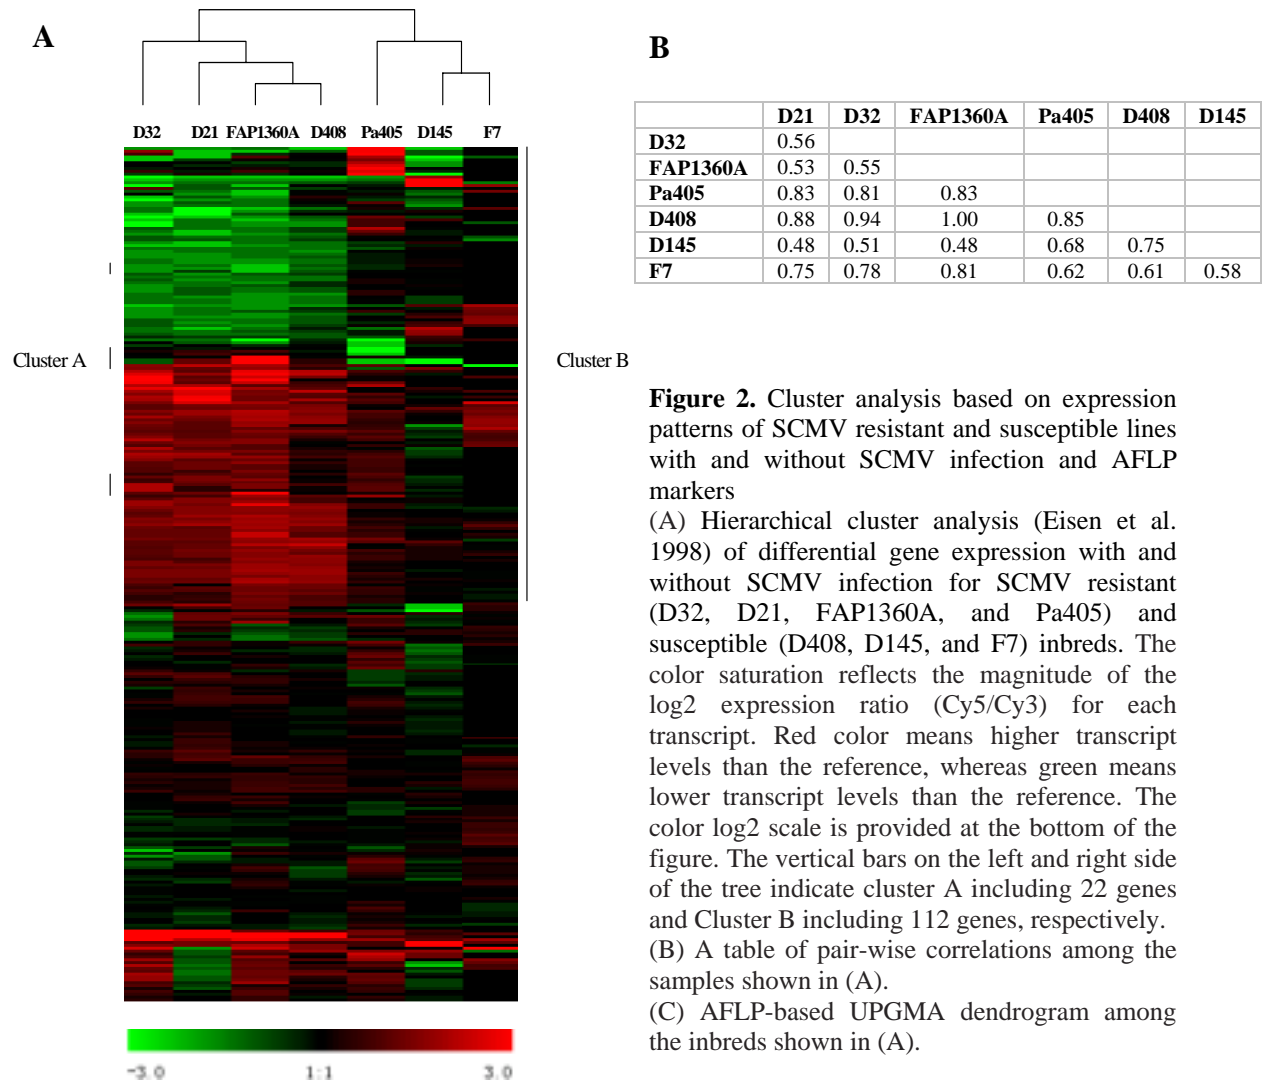 A
D32 D21 FAP1360A D408 Pa405 D145 F7
Cluster A
Cluster B
-3.0 1:1 3.0
B
D21 D32 FAP1360A Pa405 D408 D145
D32 0.56
FAP1360A 0.53 0.55
Pa405 0.83 0.81 0.83
D408 0.88 0.94 1.00 0.85
D145 0.48 0.51 0.48 0.68 0.75
F7 0.75 0.78 0.81 0.62 0.61 0.58
Figure 2. Cluster analysis based on expression
patterns of SCMV resistant and susceptible lines
with and without SCMV infection and AFLP
markers
(A) Hierarchical cluster analysis (Eisen et al.
1998) of differential gene expression with and
without SCMV infection for SCMV resistant
(D32, D21, FAP1360A, and Pa405) and
susceptible (D408, D145, and F7) inbreds. The
color saturation reflects the magnitude of the
log2 expression ratio (Cy5/Cy3) for each
transcript. Red color means higher transcript
levels than the reference, whereas green means
lower transcript levels than the reference. The
color log2 scale is provided at the bottom of the
figure. The vertical bars on the left and right side
of the tree indicate cluster A including 22 genes
and Cluster B including 112 genes, respectively.
(B) A table of pair-wise correlations among the
samples shown in (A).
(C) AFLP-based UPGMA dendrogram among
the inbreds shown in (A).